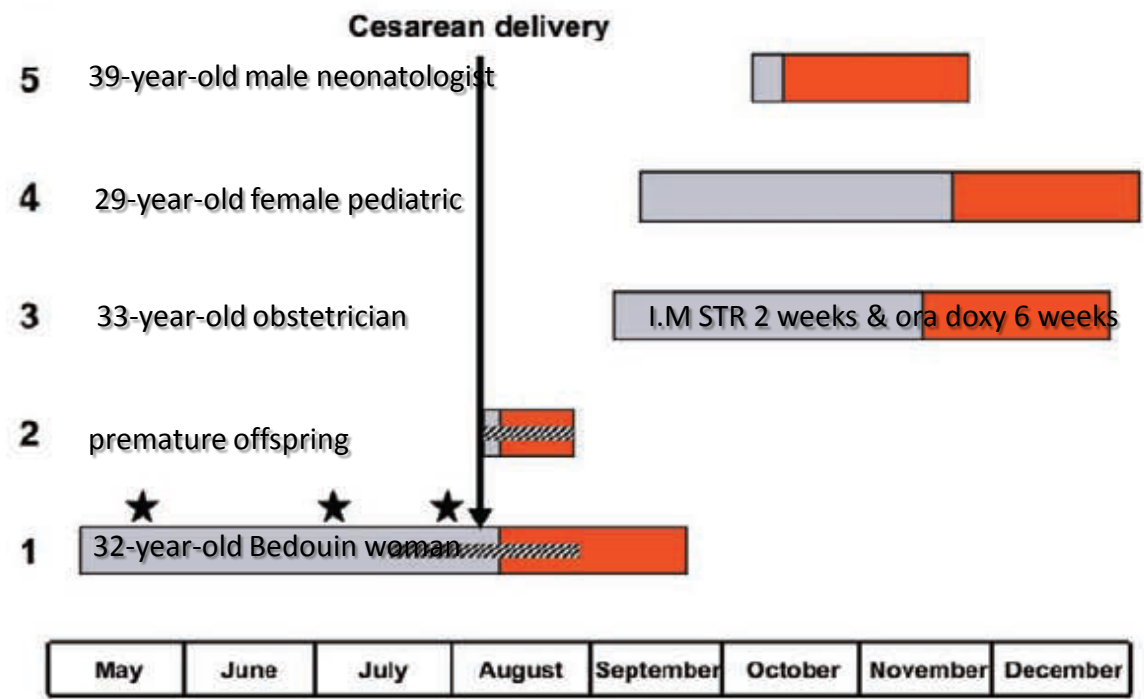 Cesarean delivery
5 39-year-old male neonatologist
4 29-year-old female pediatric
3 33-year-old obstetrician I.M STR 2 weeks & ora doxy 6 weeks
2 premature offspring
1 32-year-old Bedouin woman
May June July August September October November December